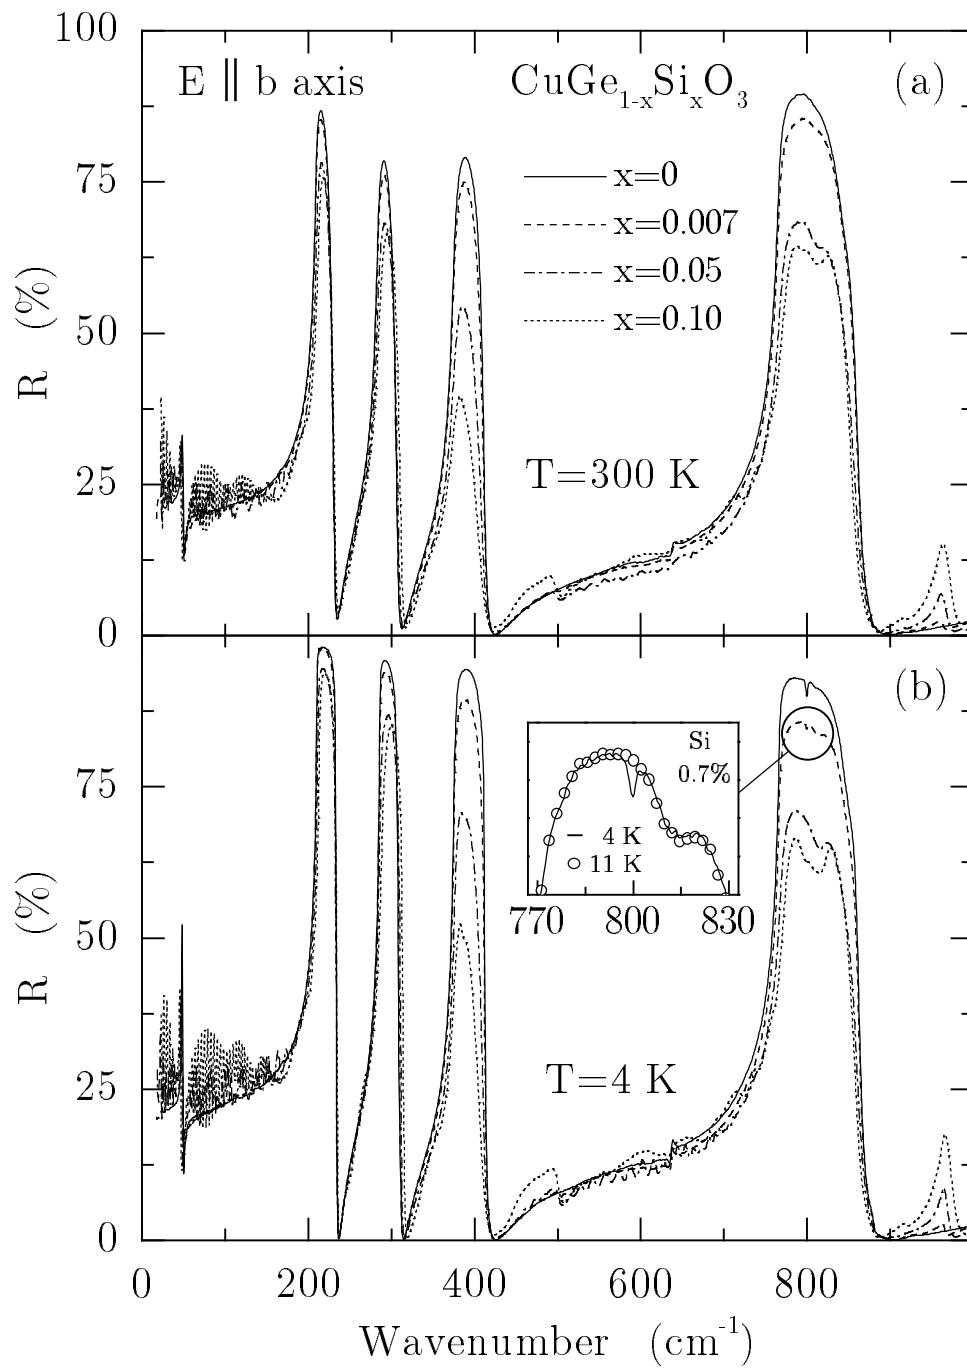 100
75
50
25
0
R (%)
E ∥ b axis
CuGe1-xSixO3
(a)
x=0
x=0.007
x=0.05
x=0.10
T=300 K
75
50
25
0
R (%)
(b)
Si
0.7%
4 K
11 K
770 800 830
T=4 K
0 200 400 600 800
Wavenumber (cm-1)